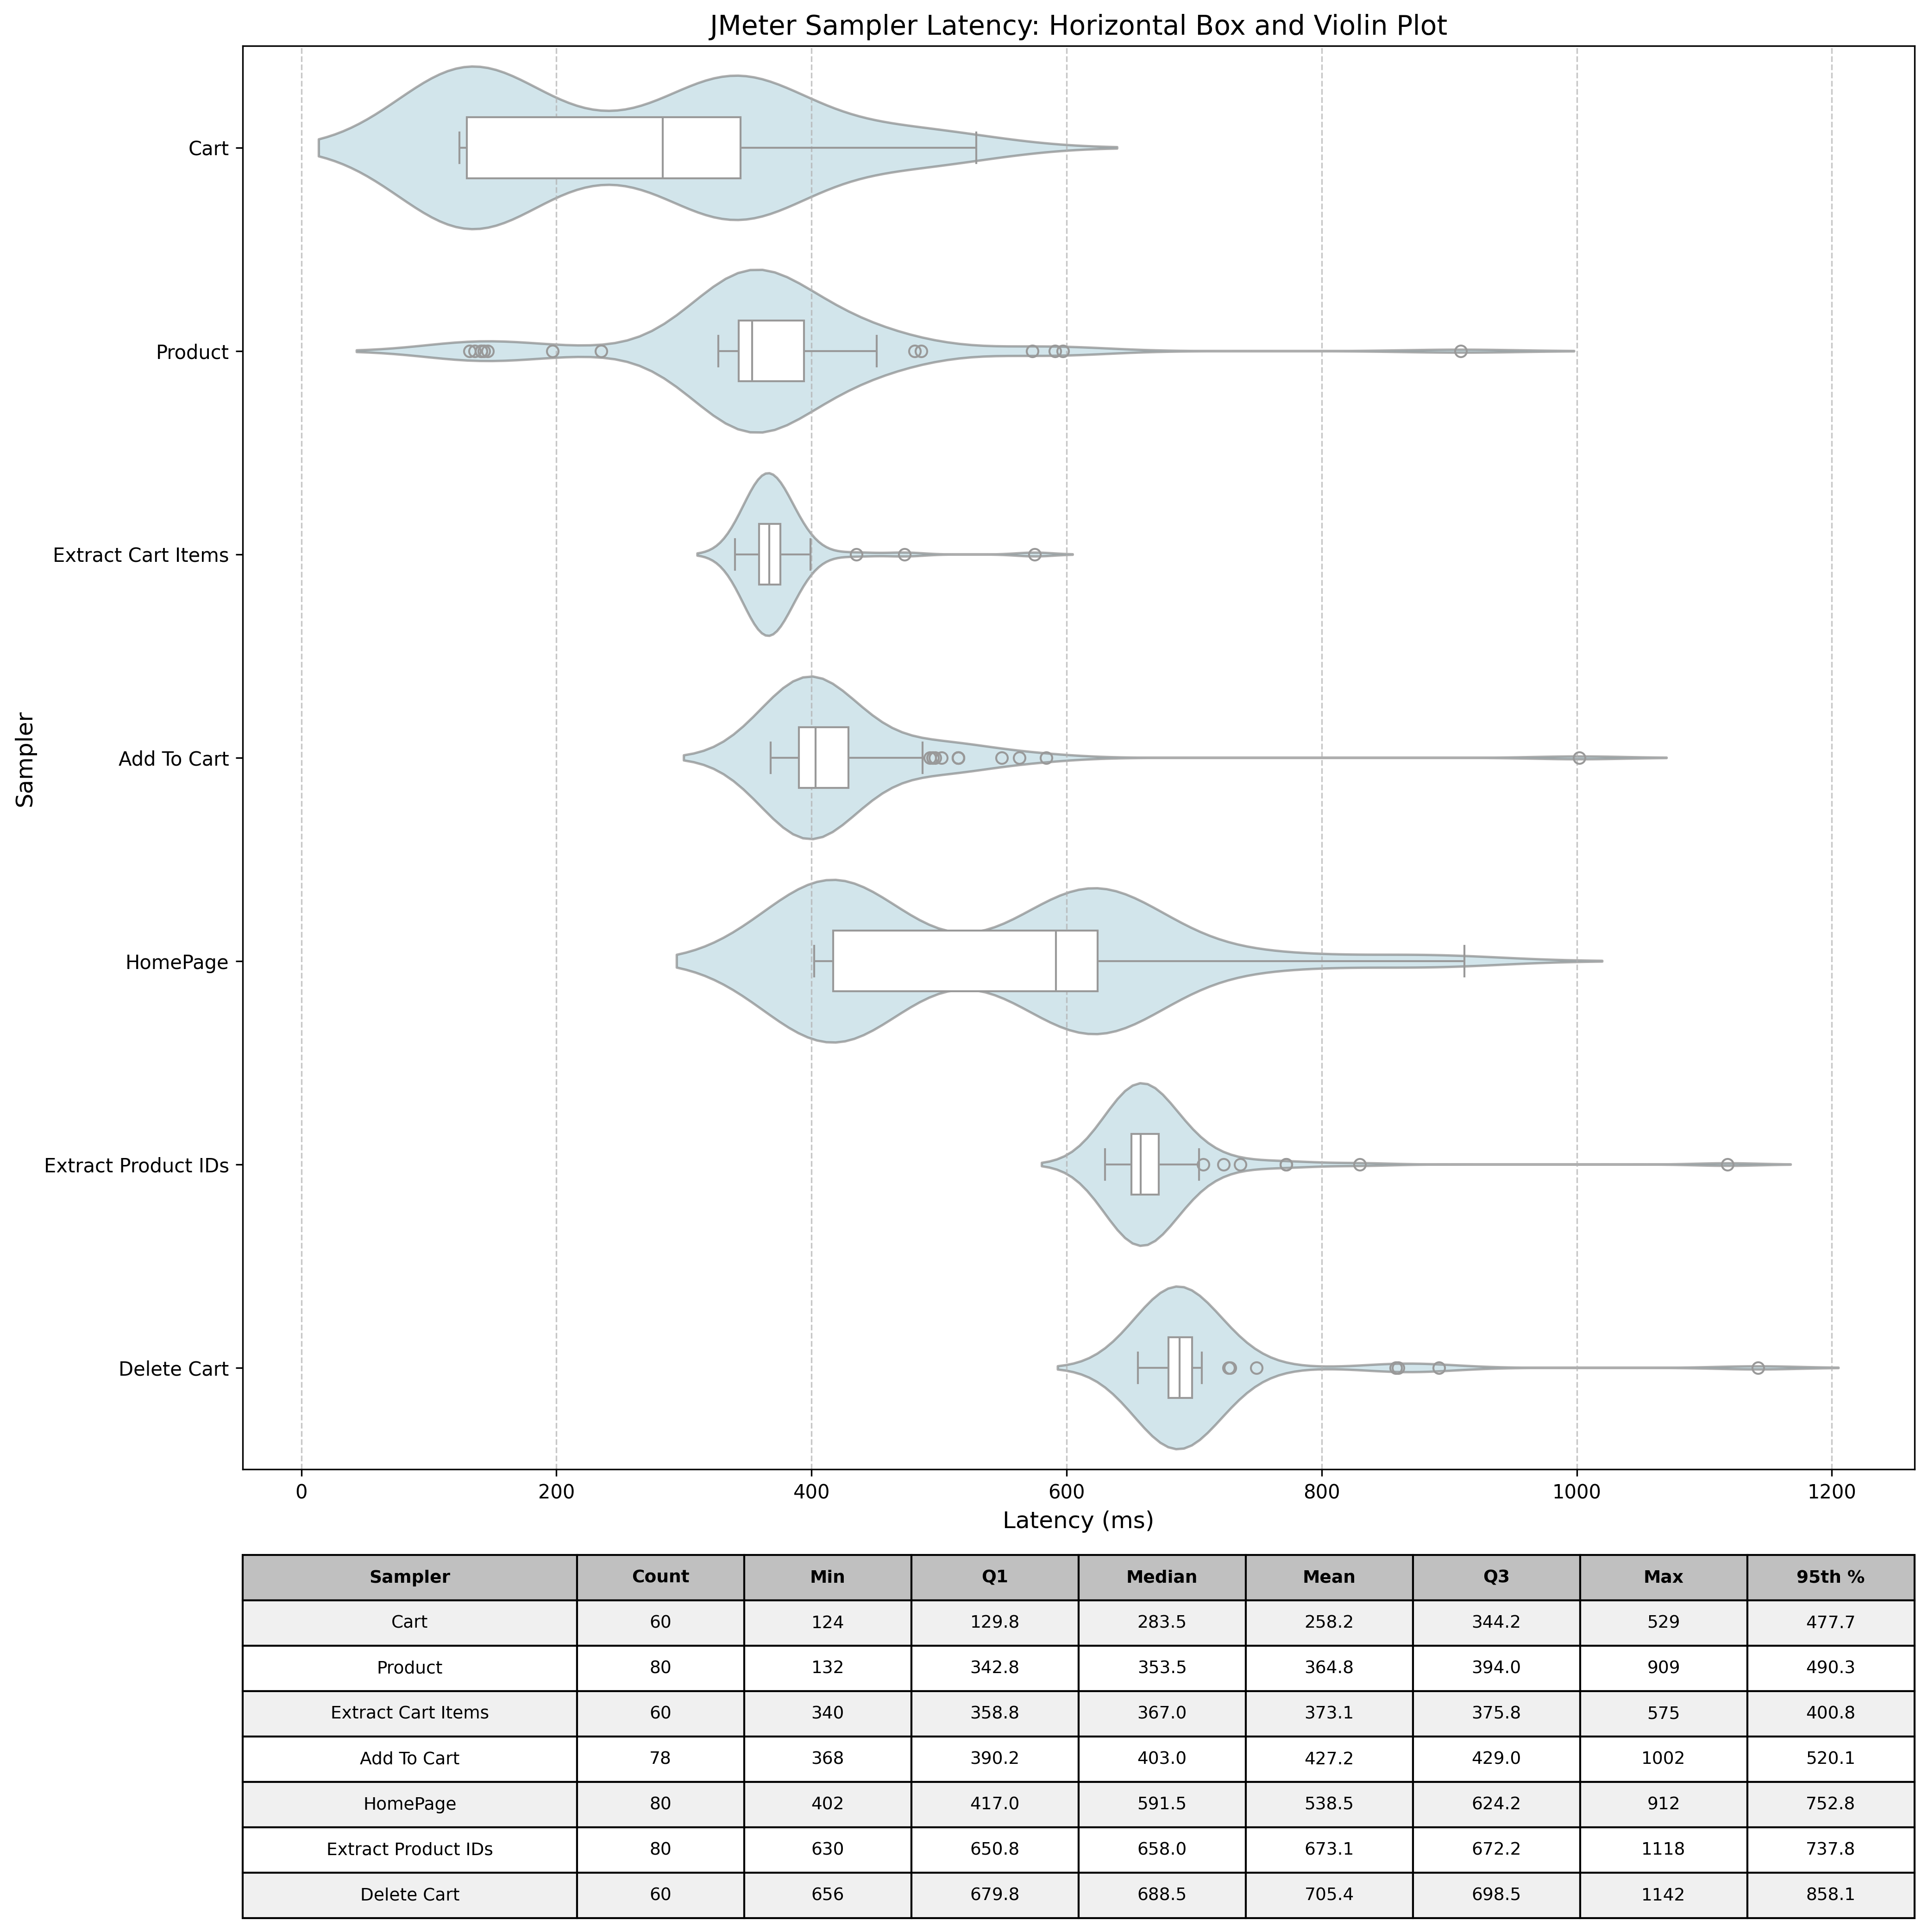 JMeter Sampler Latency: Horizontal Box and Violin Plot
Sampler
Cart
Product
Extract Cart Items
Add To Cart
HomePage
Extract Product IDs
Delete Cart
0 200 400 600 800 1000 1200
Latency (ms)
Sampler Count Min Q1 Median Mean Q3 Max 95th %
Cart 60 124 129.8 283.5 258.2 344.2 529 477.7
Product 80 132 342.8 353.5 364.8 394.0 909 490.3
Extract Cart Items 60 340 358.8 367.0 373.1 375.8 575 400.8
Add To Cart 78 368 390.2 403.0 427.2 429.0 1002 520.1
HomePage 80 402 417.0 591.5 538.5 624.2 912 752.8
Extract Product IDs 80 630 650.8 658.0 673.1 672.2 1118 737.8
Delete Cart 60 656 679.8 688.5 705.4 698.5 1142 858.1